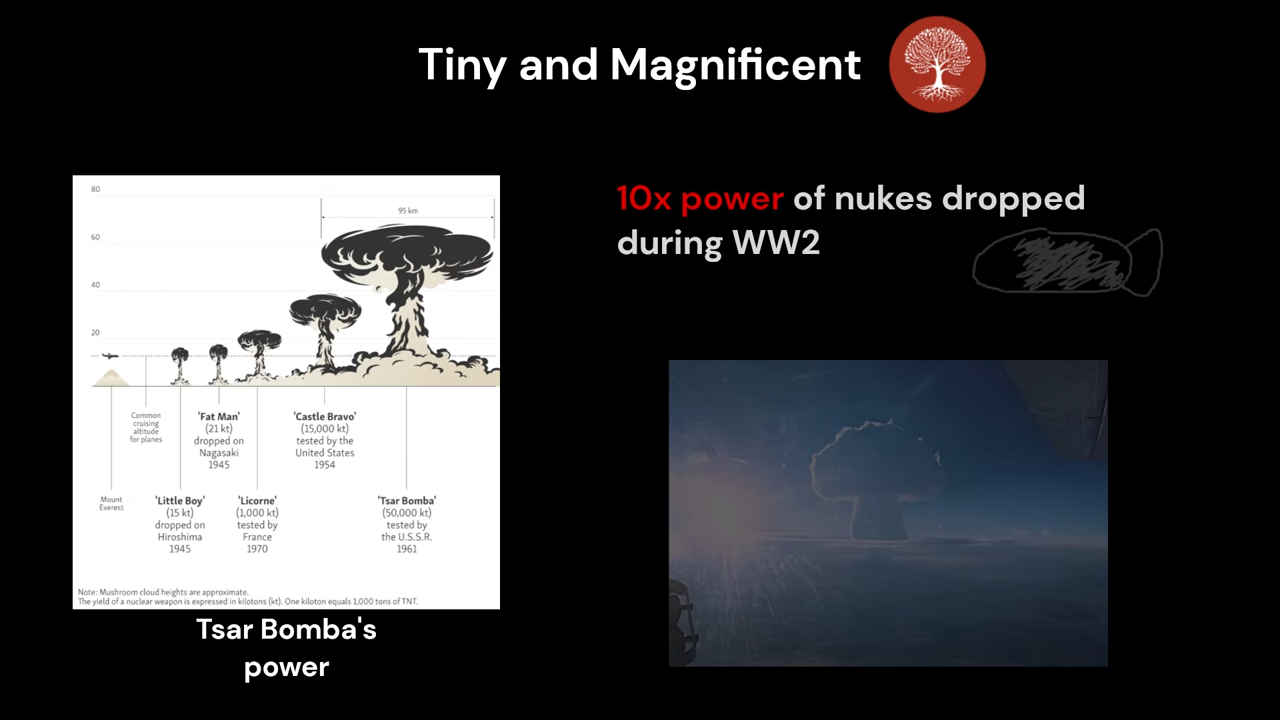 Tiny and Magnificent
80
95 km
60
40
20
Common
cruising
altitude
for planes
'Fat Man'
(21 kt)
dropped on
Nagasaki
1945
'Castle Bravo'
(15,000 kt)
tested by the
United States
1954
Mount
Everest
'Little Boy'
(15 kt)
dropped on
Hiroshima
1945
'Licorne'
(1,000 kt)
tested by
France
1970
'Tsar Bomba'
(50,000 kt)
tested by
the U.S.S.R.
1961
Note: Mushroom cloud heights are approximate.
The yield of a nuclear weapon is expressed in kilotons (kt). One kiloton equals 1,000 tons of TNT.
Tsar Bomba's
power
10x power of nukes dropped
during WW2